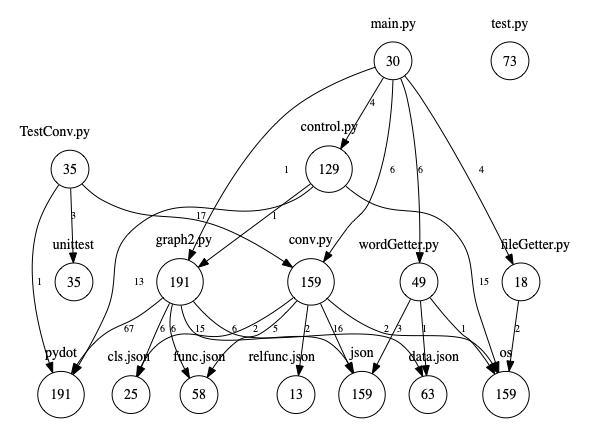 main.py test.py
30 73
4
control.py
TestConv.py
35 129
1 6 6 4
3 17 1
unittest graph2.py conv.py wordGetter.py fileGetter.py
35 191 159 49 18
1 13 15
67 6 6 15 6 2 5 2 16 2 3 1 1 2
pydot cls.json func.json relfunc.json json data.json os
191 25 58 13 159 63 159